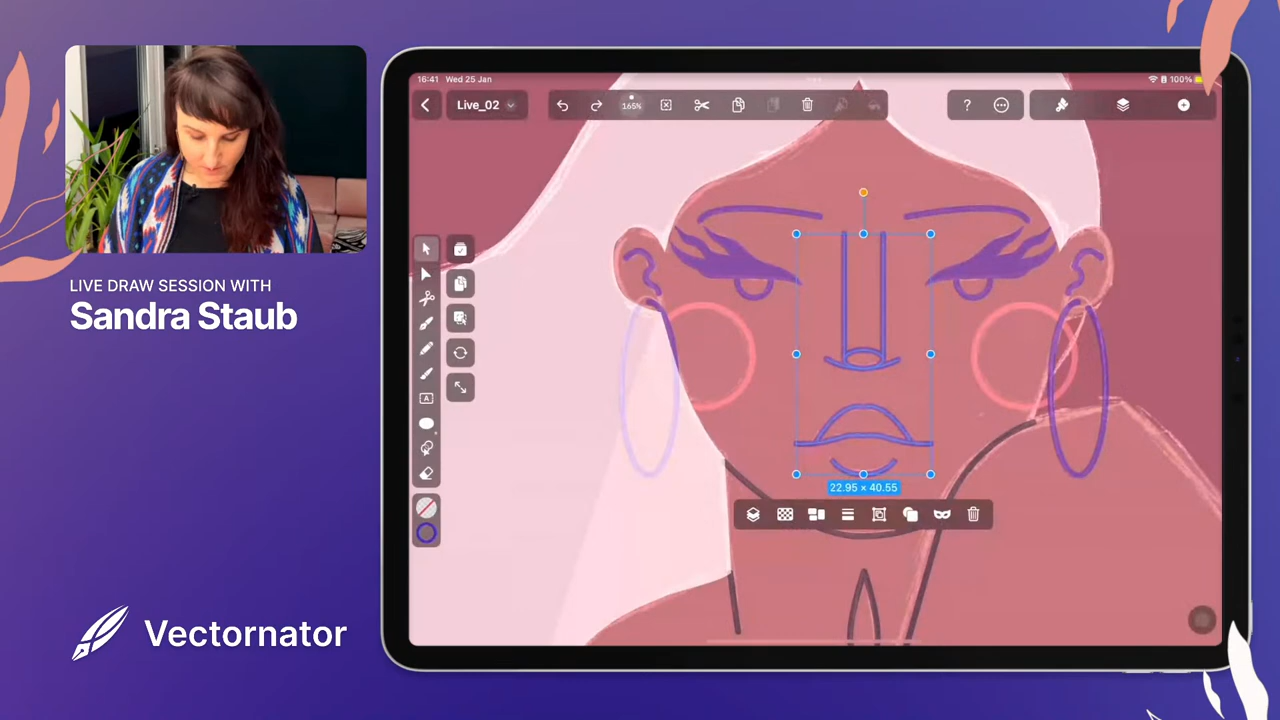 LIVE DRAW SESSION WITH
Sandra Staub
Vectornator
16:41 Wed 25 Jan
100%
Live_02
165%
?
A
22.95 × 40.55